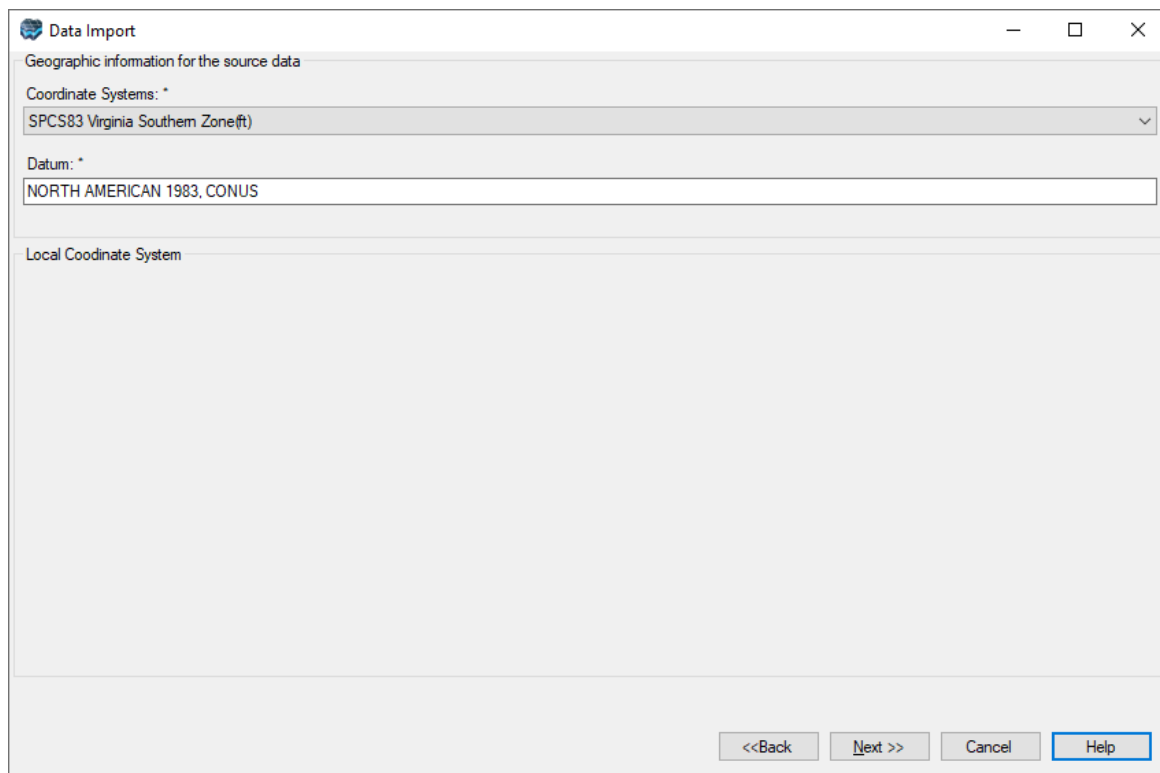 Data Import
Geographic information for the source data
Coordinate Systems: *
SPCS83 Virginia Southern Zone(ft)
Datum: *
NORTH AMERICAN 1983, CONUS
Local Coodinate System
<<Back Next >> Cancel Help